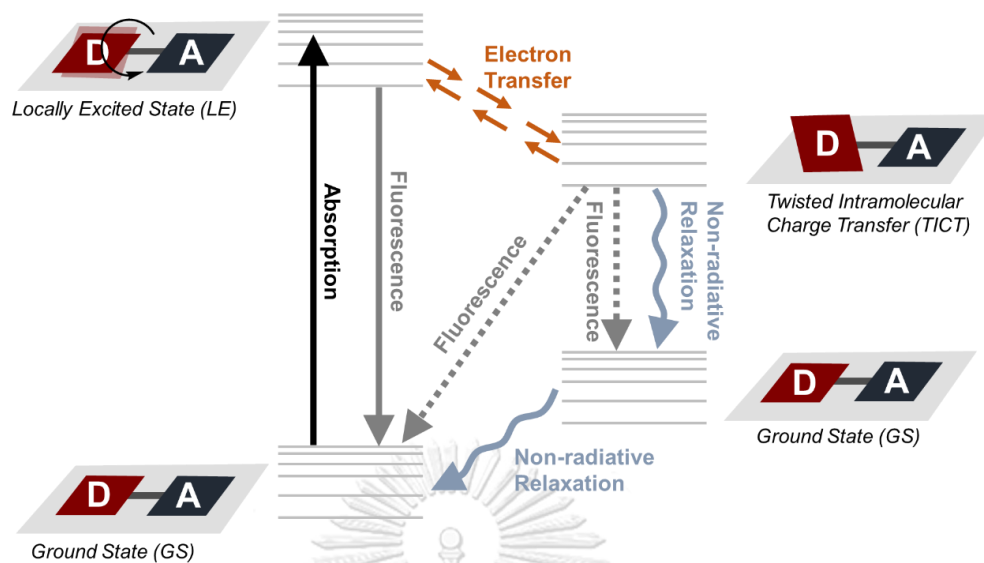 D A
Locally Excited State (LE)
Electron
Transfer
Absorption
Fluorescence
D A
Twisted Intramolecular
Charge Transfer (TICT)
Fluorescence
Fluorescence
Non-radiative
Relaxation
D A
Ground State (GS)
Non-radiative
Relaxation
D A
Ground State (GS)